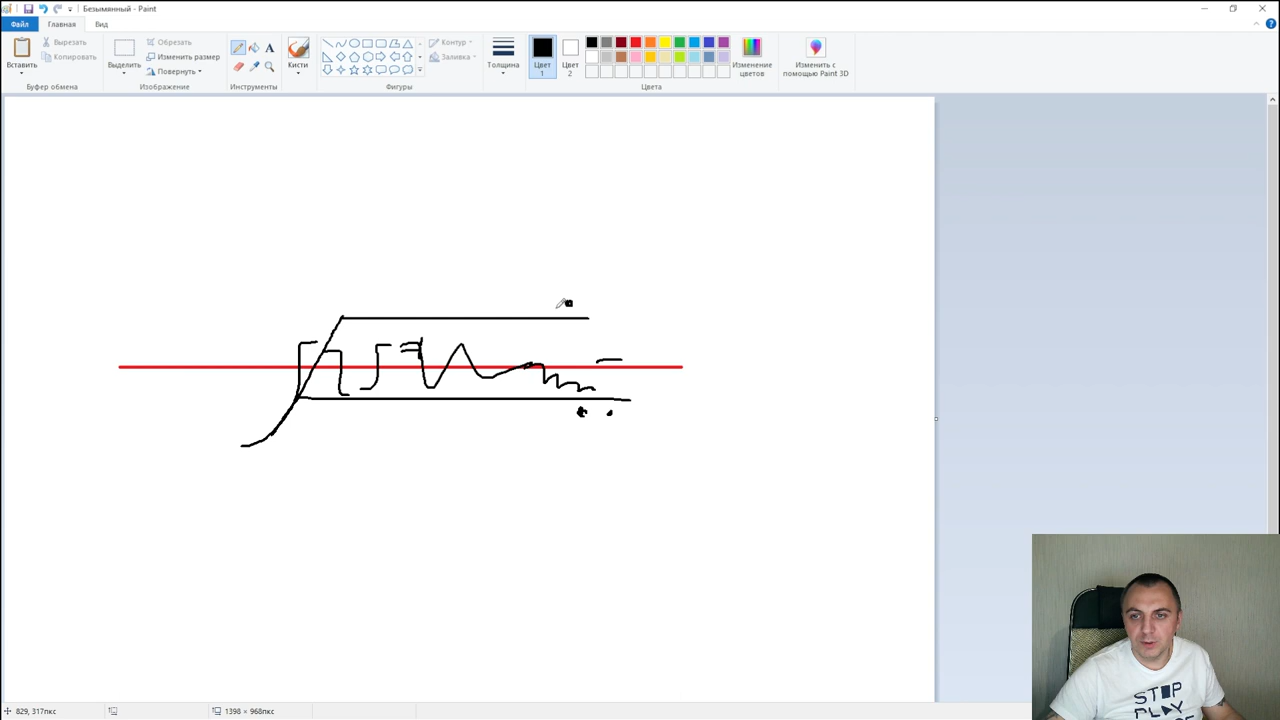 Безымянный - Paint
Файл
Главная
Вид
Вставить
Вырезать
Копировать
Буфер обмена
Выделить
Обрезать
Изменить размер
Повернуть
Изображение
A
Инструменты
Кисти
Контур
Заливка
Фигуры
Толщина
Цвет
1
Цвет
2
Изменение
цветов
Изменить с
помощью Paint 3D
Цвета
STOP
PLAY
829, 317пкс
1398 × 968пкс